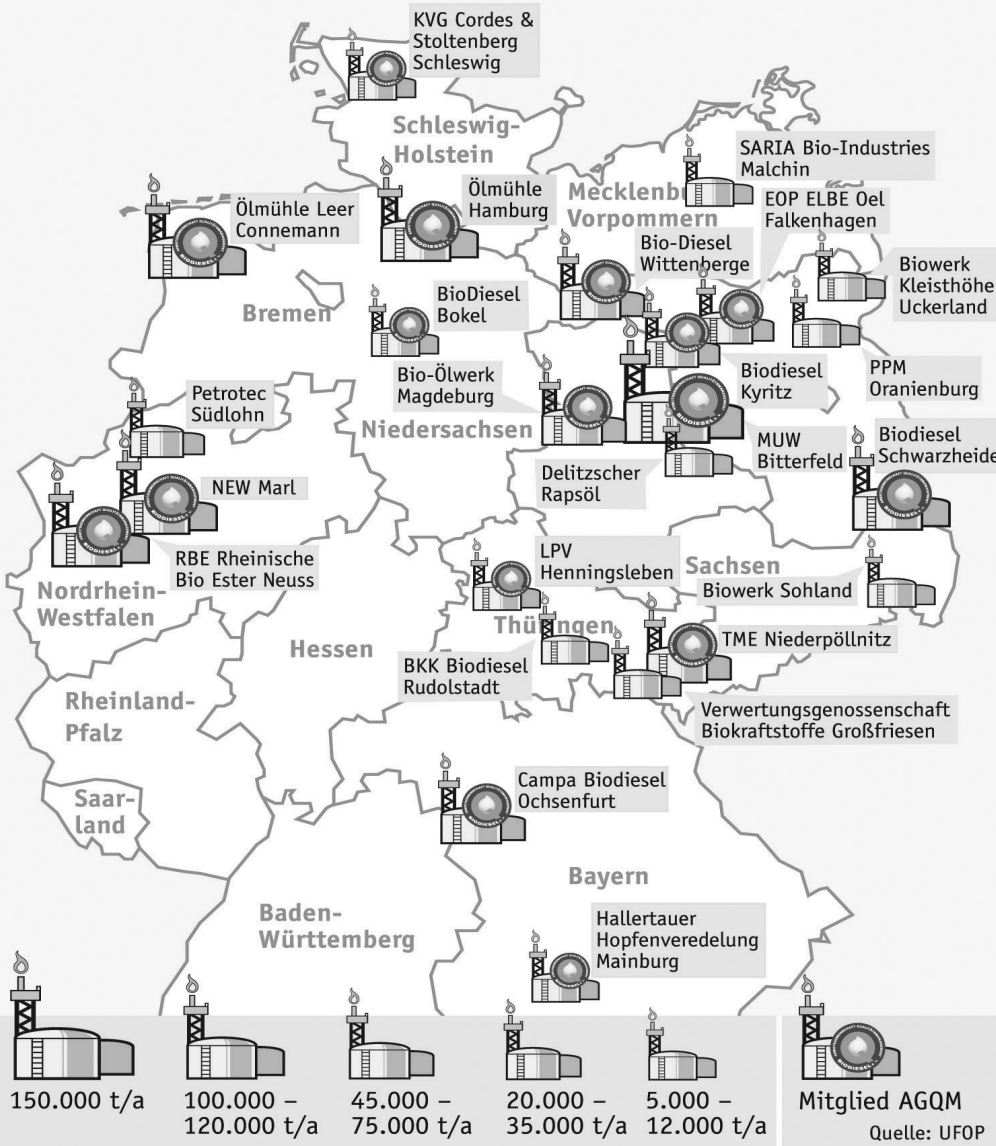 KVG Cordes &
Stoltenberg
Schleswig
Schleswig-
Holstein
SARIA Bio-Industries
Malchin
Mecklenbu
Vorpommern
EOP ELBE Oel
Falkenhagen
Ölmühle Leer
Connemann
Ölmühle
Hamburg
Bio-Diesel
Wittenberge
Biowerk
Kleisthöhe
Uckerland
Bremen
BioDiesel
Bokel
PPM
Oranienburg
Bio-Ölwerk
Magdeburg
Biodiesel
Kyritz
Petrotec
Südlohn
Niedersachsen
MUW
Bitterfeld
Biodiesel
Schwarzheide
Delitzscher
Rapsöl
NEW Marl
RBE Rheinische
Bio Ester Neuss
Nordrhein-
Westfalen
LPV
Henningsleben
Sachsen
Biowerk Sohland
Thüringen
Hessen
BKK Biodiesel
Rudolstadt
TME Niederpöllnitz
Rheinland-
Pfalz
Verwertungsgenossenschaft
Biokraftstoffe Großfriesen
Saar-
land
Campa Biodiesel
Ochsenfurt
Bayern
Baden-
Württemberg
Hallertauer
Hopfenveredelung
Mainburg
150.000 t/a
100.000 –
120.000 t/a
45.000 –
75.000 t/a
20.000 –
35.000 t/a
5.000 –
12.000 t/a
Mitglied AGQM
Quelle: UFOP